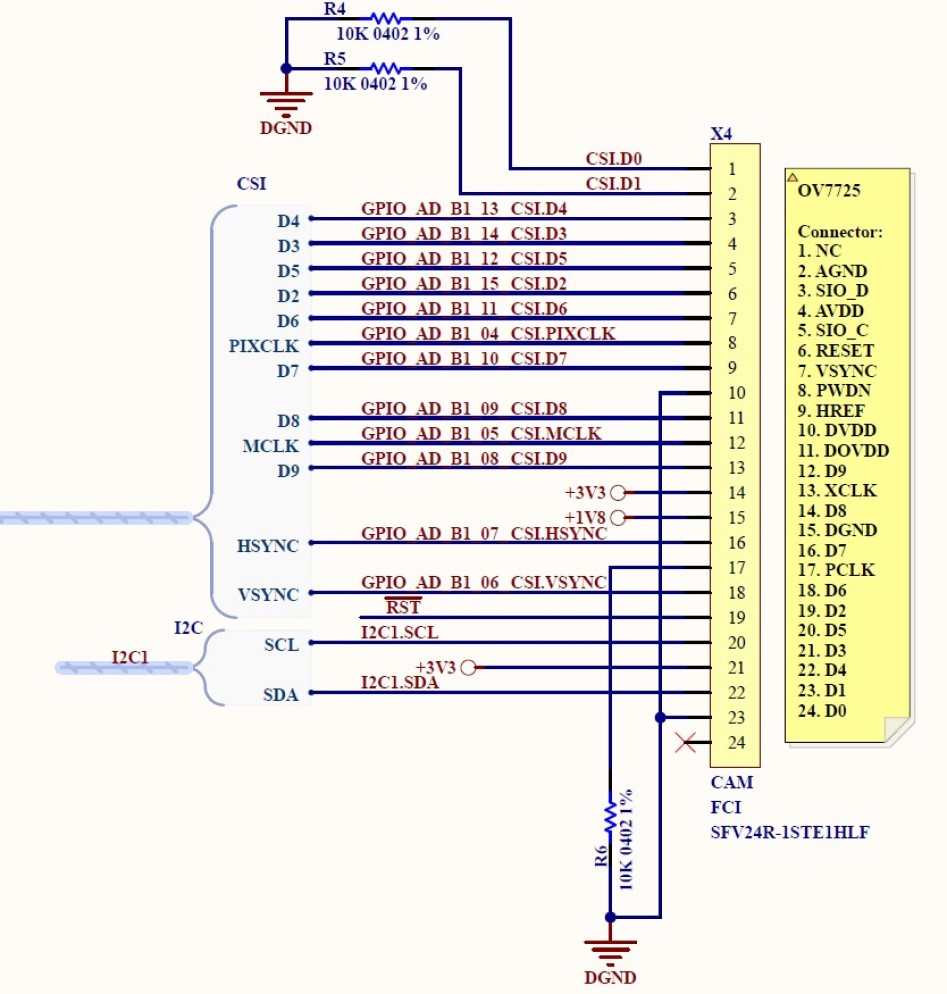 R4
10K 0402 1%
R5
10K 0402 1%
DGND
X4
CSI.D0
1
CSI.D1
2
CSI
D4 GPIO_AD_B1_13_CSI.D4 3
D3 GPIO_AD_B1_14_CSI.D3 4
D5 GPIO_AD_B1_12_CSI.D5 5
D2 GPIO_AD_B1_15_CSI.D2 6
D6 GPIO_AD_B1_11_CSI.D6 7
PIXCLK GPIO_AD_B1_04_CSI.PIXCLK 8
D7 GPIO_AD_B1_10_CSI.D7 9
10
D8 GPIO_AD_B1_09_CSI.D8 11
MCLK GPIO_AD_B1_05_CSI.MCLK 12
D9 GPIO_AD_B1_08_CSI.D9 13
+3V3 14
+1V8 15
HSYNC GPIO_AD_B1_07_CSI.HSYNC 16
17
VSYNC GPIO_AD_B1_06_CSI.VSYNC 18
RST 19
I2C
SCL I2C1.SCL 20
I2C1
+3V3 21
SDA I2C1.SDA 22
23
24
CAM
FCI
SFV24R-1STE1HLF
R6
10K 0402 1%
DGND
OV7725
Connector:
1. NC
2. AGND
3. SIO_D
4. AVDD
5. SIO_C
6. RESET
7. VSYNC
8. PWDN
9. HREF
10. DVDD
11. DOVDD
12. D9
13. XCLK
14. D8
15. DGND
16. D7
17. PCLK
18. D6
19. D2
20. D5
21. D3
22. D4
23. D1
24. D0